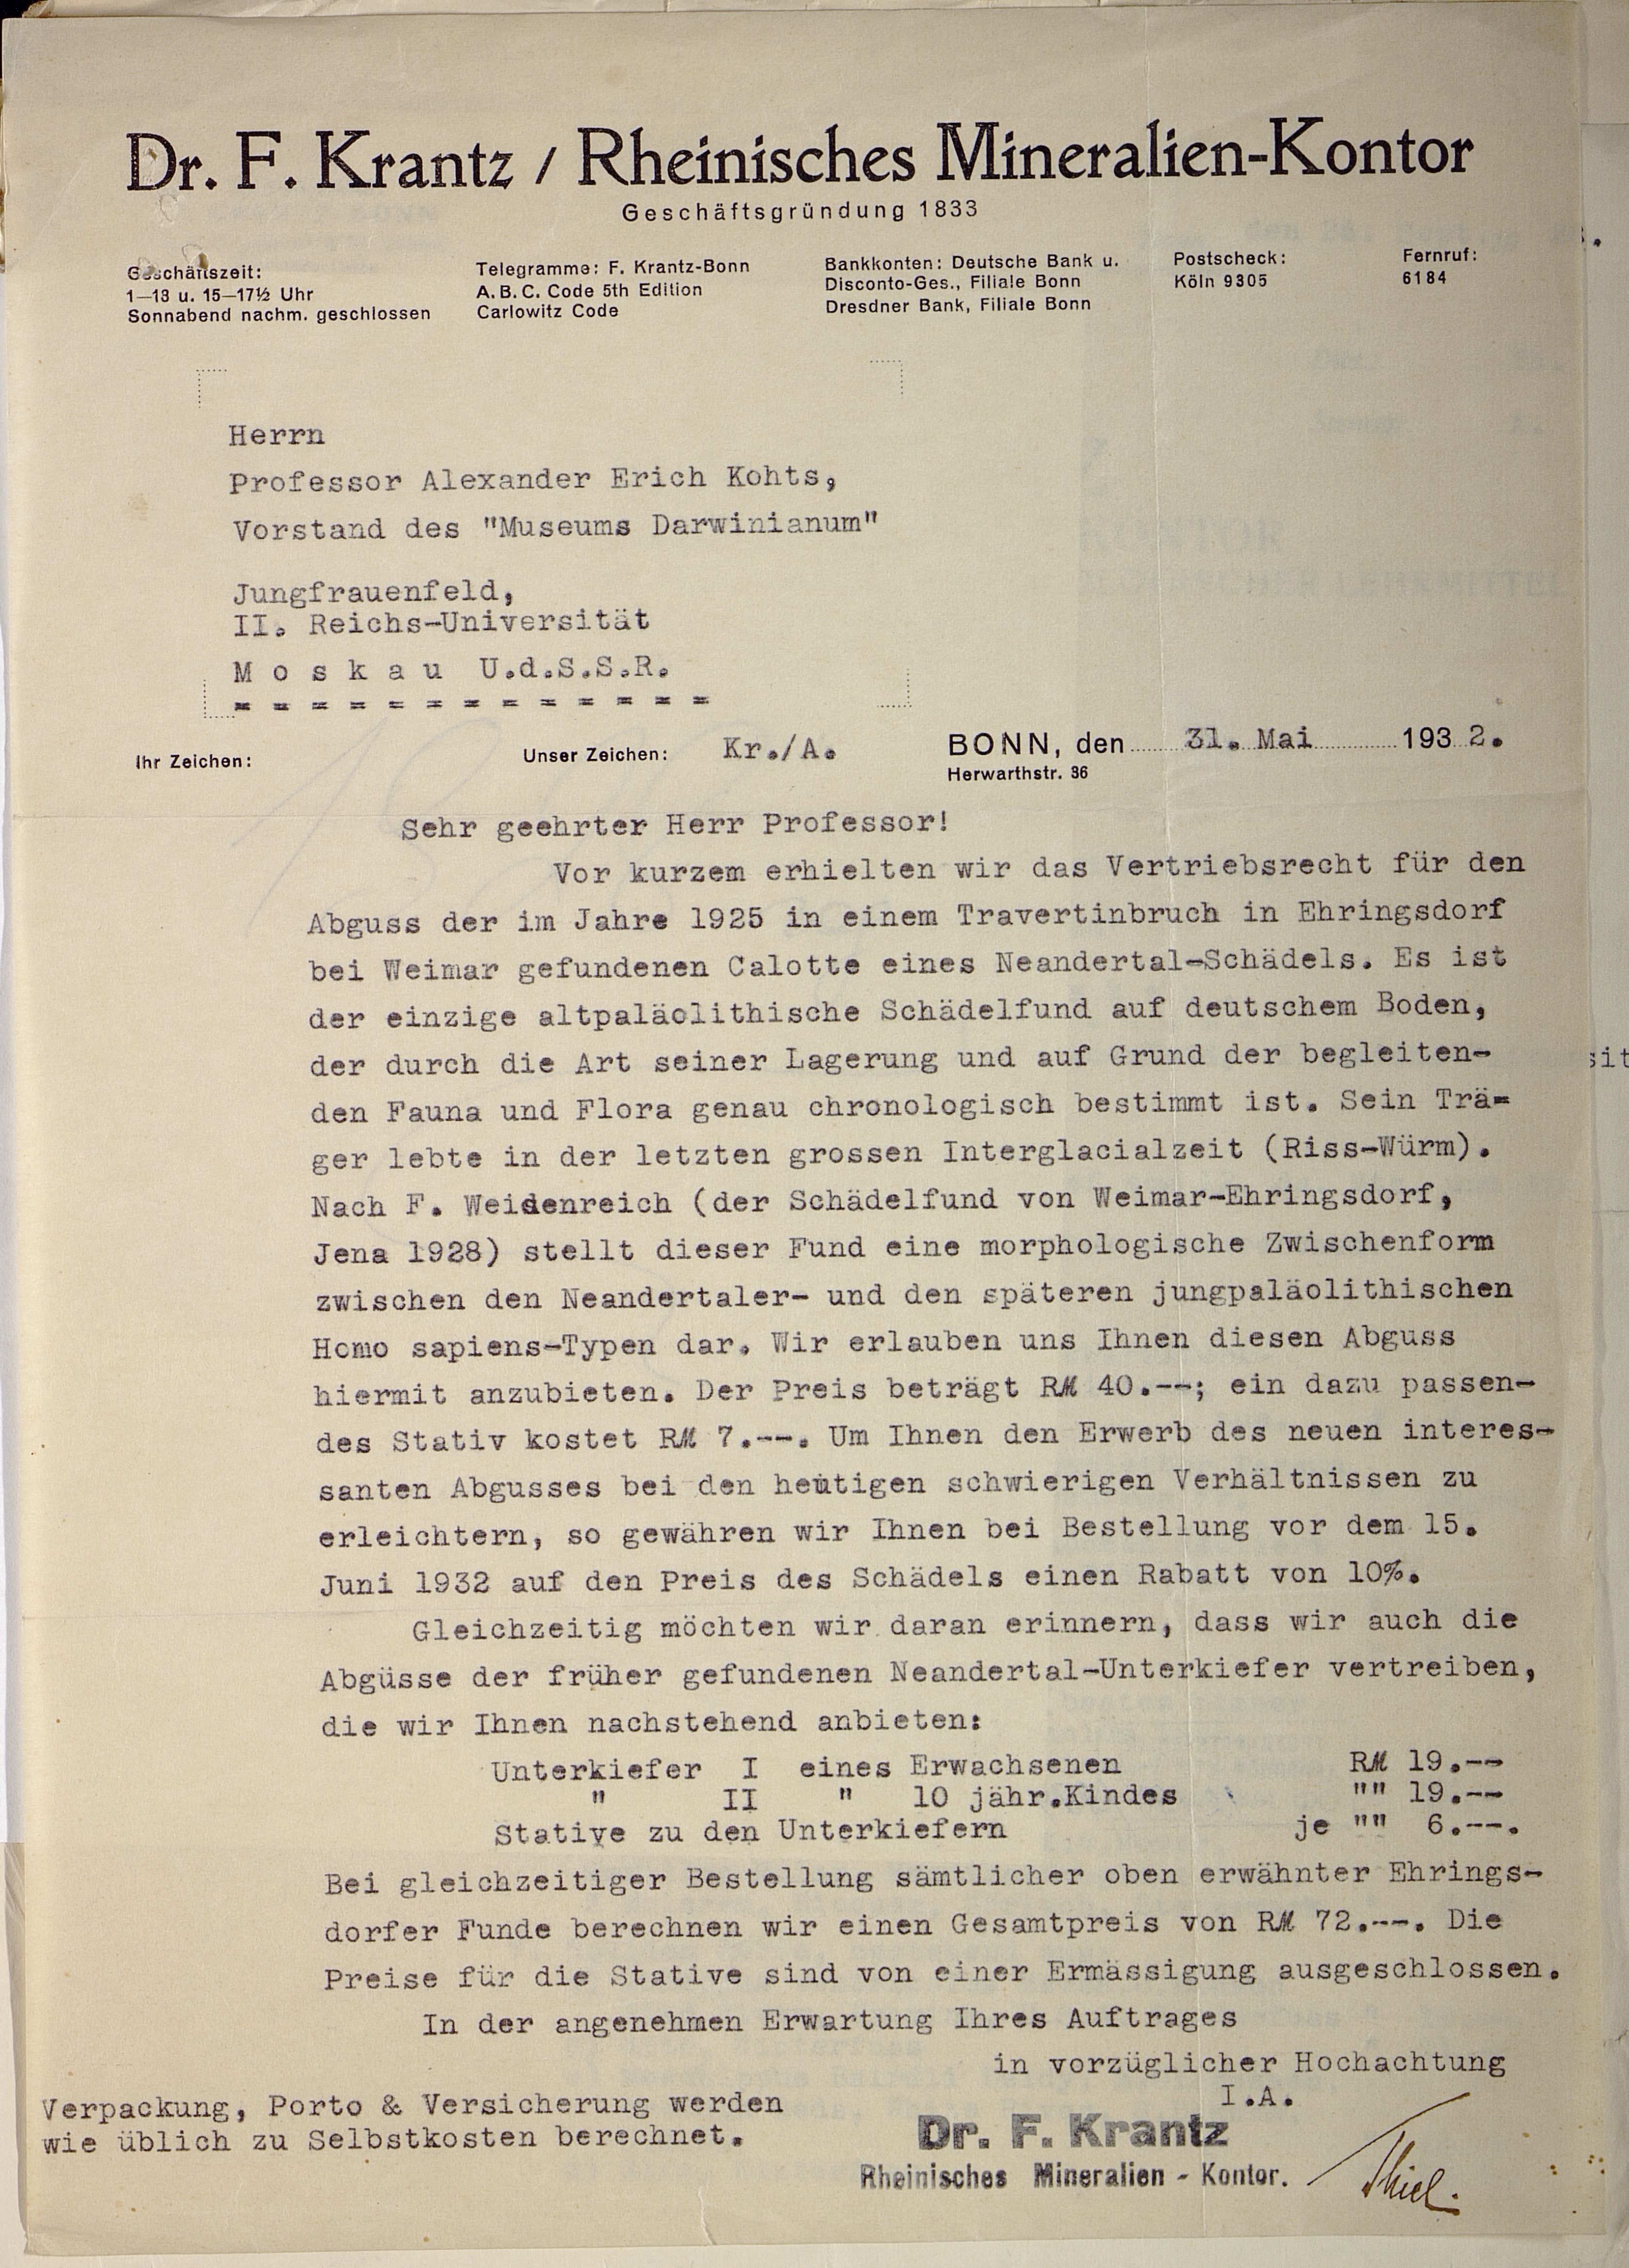 Dr. F. Krantz / Rheinisches Mineralien-Kontor
Geschäftsgründung 1833
Geschäftszeit:
1—13 u. 15—17½ Uhr
Sonnabend nachm. geschlossen
Telegramme: F. Krantz-Bonn
A.B.C. Code 5th Edition
Carlowitz Code
Bankkonten: Deutsche Bank u.
Disconto-Ges., Filiale Bonn
Dresdner Bank, Filiale Bonn
Postscheck:
Köln 9305
Fernruf:
6184
Herrn
Professor Alexander Erich Kohts,
Vorstand des "Museums Darwinianum"
Jungfrauenfeld,
II. Reichs-Universität
M o s k a u U.d.S.S.R.
= = = = = = = = = = = = =
Ihr Zeichen:
Unser Zeichen: Kr./A.
BONN, den 31. Mai 1932.
Herwarthstr. 36
Sehr geehrter Herr Professor!
Vor kurzem erhielten wir das Vertriebsrecht für den
Abguss der im Jahre 1925 in einem Travertinbruch in Ehringsdorf
bei Weimar gefundenen Calotte eines Neandertal-Schädels. Es ist
der einzige altpaläolithische Schädelfund auf deutschem Boden,
der durch die Art seiner Lagerung und auf Grund der begleiten-
den Fauna und Flora genau chronologisch bestimmt ist. Sein Trä=
ger lebte in der letzten grossen Interglacialzeit (Riss-Würm).
Nach F. Weidenreich (der Schädelfund von Weimar-Ehringsdorf,
Jena 1928) stellt dieser Fund eine morphologische Zwischenform
zwischen den Neandertaler- und den späteren jungpaläolithischen
Homo sapiens-Typen dar. Wir erlauben uns Ihnen diesen Abguss
hiermit anzubieten. Der Preis beträgt RM 40.--; ein dazu passen-
des Stativ kostet RM 7.--. Um Ihnen den Erwerb des neuen interes-
santen Abgusses bei den heutigen schwierigen Verhältnissen zu
erleichtern, so gewähren wir Ihnen bei Bestellung vor dem 15.
Juni 1932 auf den Preis des Schädels einen Rabatt von 10%.
Gleichzeitig möchten wir daran erinnern, dass wir auch die
Abgüsse der früher gefundenen Neandertal-Unterkiefer vertreiben,
die wir Ihnen nachstehend anbieten:
Unterkiefer I eines Erwachsenen RM 19.--
" II " 10 jähr.Kindes "" 19.--
Stative zu den Unterkiefern je "" 6.--.
Bei gleichzeitiger Bestellung sämtlicher oben erwähnter Ehrings-
dorfer Funde berechnen wir einen Gesamtpreis von RM 72.--. Die
Preise für die Stative sind von einer Ermässigung ausgeschlossen.
In der angenehmen Erwartung Ihres Auftrages
in vorzüglicher Hochachtung
I.A.
Verpackung, Porto & Versicherung werden
wie üblich zu Selbstkosten berechnet.
Dr. F. Krantz
Rheinisches Mineralien - Kontor.
Thiel.